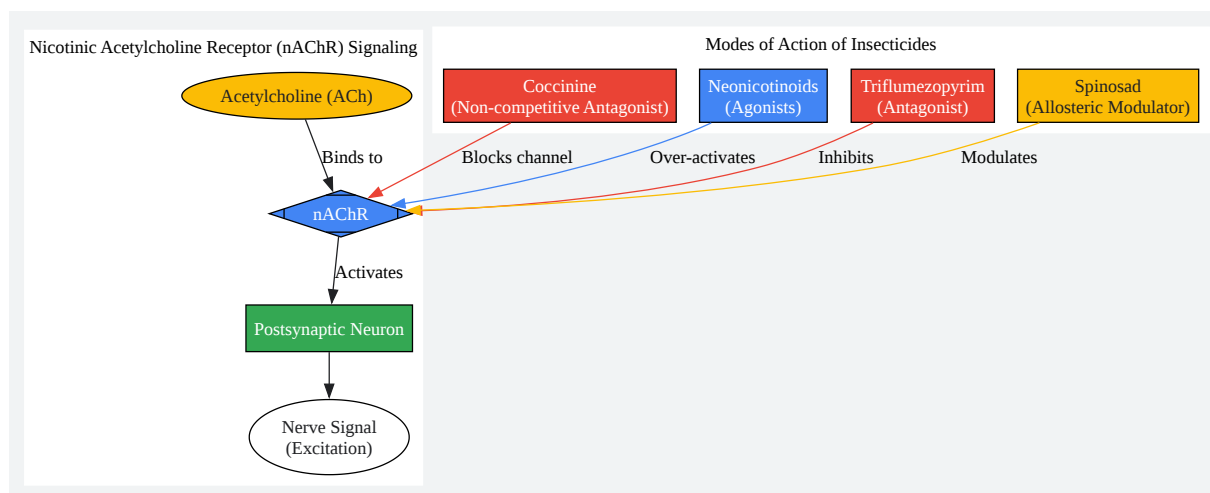 Nicotinic Acetylcholine Receptor (nAChR) Signaling
Modes of Action of Insecticides
Acetylcholine (ACh)
Coccinine
(Non-competitive Antagonist)
Neonicotinoids
(Agonists)
Triflumezopyrim
(Antagonist)
Spinosad
(Allosteric Modulator)
Binds to
Blocks channel
Over-activates
Inhibits
Modulates
nAChR
Activates
Postsynaptic Neuron
Nerve Signal
(Excitation)